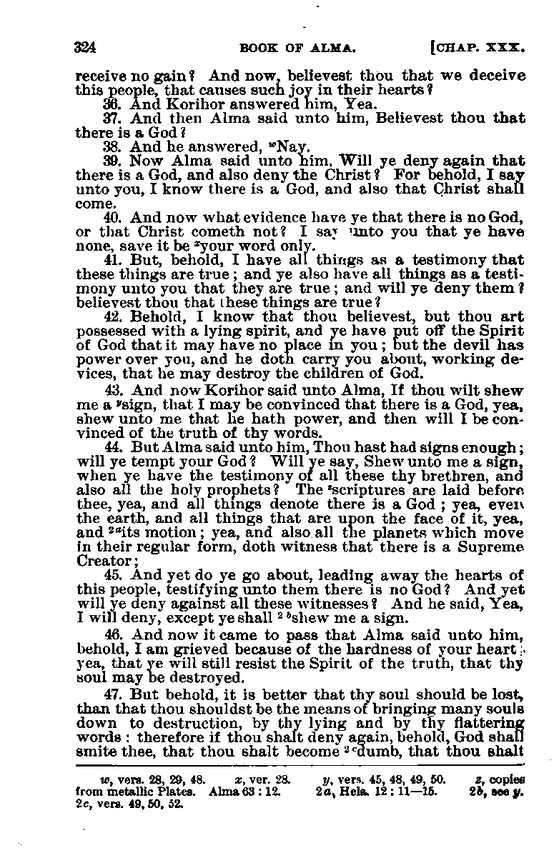 324 BOOK OF ALMA. [CHAP. XXX.
receive no gain? And now, believest thou that we deceive
this people, that causes such joy in their hearts?
36. And Korihor answered him, Yea.
37. And then Alma said unto him, Believest thou that
there is a God?
38. And he answered, ʷNay.
39. Now Alma said unto him, Will ye deny again that
there is a God, and also deny the Christ? For behold, I say
unto you, I know there is a God, and also that Christ shall
come.
40. And now what evidence have ye that there is no God,
or that Christ cometh not? I say unto you that ye have
none, save it be ˣyour word only.
41. But, behold, I have all things as a testimony that
these things are true; and ye also have all things as a testi-
mony unto you that they are true; and will ye deny them?
believest thou that these things are true?
42. Behold, I know that thou believest, but thou art
possessed with a lying spirit, and ye have put off the Spirit
of God that it may have no place in you; but the devil has
power over you, and he doth carry you about, working de-
vices, that he may destroy the children of God.
43. And now Korihor said unto Alma, If thou wilt shew
me a ʸsign, that I may be convinced that there is a God, yea,
shew unto me that he hath power, and then will I be con-
vinced of the truth of thy words.
44. But Alma said unto him, Thou hast had signs enough;
will ye tempt your God? Will ye say, Shew unto me a sign,
when ye have the testimony of all these thy brethren, and
also all the holy prophets? The ᶻscriptures are laid before
thee, yea, and all things denote there is a God; yea, even
the earth, and all things that are upon the face of it, yea,
and ²ᵃits motion; yea, and also all the planets which move
in their regular form, doth witness that there is a Supreme
Creator;
45. And yet do ye go about, leading away the hearts of
this people, testifying unto them there is no God? And yet
will ye deny against all these witnesses? And he said, Yea,
I will deny, except ye shall ²ᵇshew me a sign.
46. And now it came to pass that Alma said unto him,
behold, I am grieved because of the hardness of your heart;
yea, that ye will still resist the Spirit of the truth, that thy
soul may be destroyed.
47. But behold, it is better that thy soul should be lost,
than that thou shouldst be the means of bringing many souls
down to destruction, by thy lying and by thy flattering
words: therefore if thou shalt deny again, behold, God shall
smite thee, that thou shalt become ²ᶜdumb, that thou shalt
w, vers. 28, 29, 48. x, ver. 28. y, vers. 45, 48, 49, 50. z, copies
from metallic Plates. Alma 63:12. 2a, Hela. 12:11—15. 2b, see y.
2c, vers. 49, 50, 52.